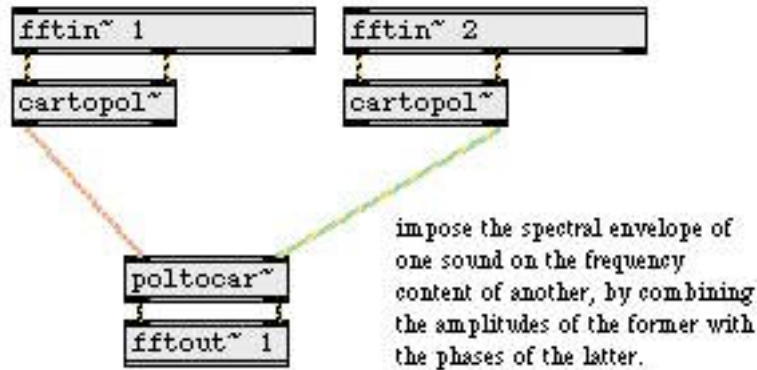 fftin~ 1
fftin~ 2
cartopol~
cartopol~
poltocar~
fftout~ 1
impose the spectral envelope of
one sound on the frequency
content of another, by combining
the amplitudes of the former with
the phases of the latter.